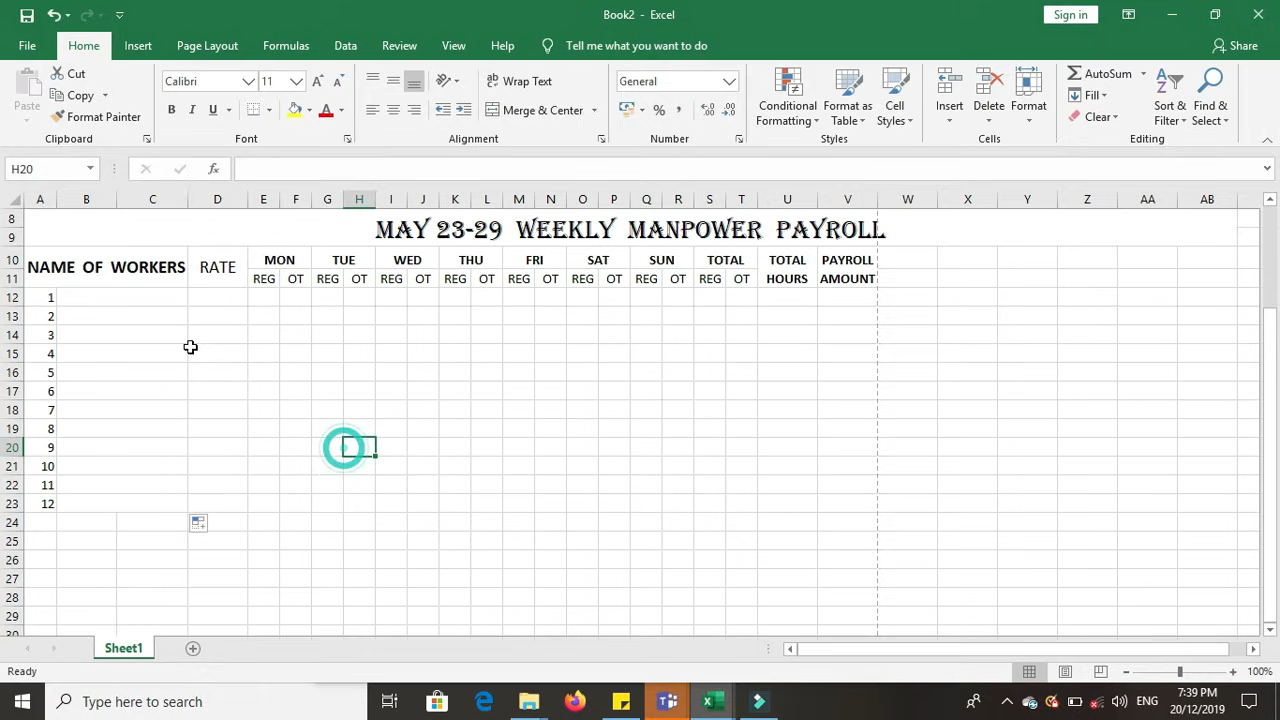 Book2 - Excel
Sign in
File Home Insert Page Layout Formulas Data Review View Help Tell me what you want to do Share
Paste
Cut
Copy
Format Painter
Clipboard
Calibri 11
B I U
Font
Wrap Text
Merge & Center
Alignment
General
Number
Conditional Formatting
Format as Table
Cell Styles
Styles
Insert Delete Format
Cells
AutoSum
Fill
Clear
Sort & Filter
Find & Select
Editing
H20
fx
A B C D E F G H I J K L M N O P Q R S T U V W X Y Z AA AB
8
9 MAY 23-29 WEEKLY MANPOWER PAYROLL
10 NAME OF WORKERS RATE MON TUE WED THU FRI SAT SUN TOTAL TOTAL PAYROLL
11 REG OT REG OT REG OT REG OT REG OT REG OT REG OT REG OT HOURS AMOUNT
12 1
13 2
14 3
15 4
16 5
17 6
18 7
19 8
20 9
21 10
22 11
23 12
24
25
26
27
28
29
30
Sheet1
Ready
100%
Type here to search
ENG
7:39 PM
20/12/2019